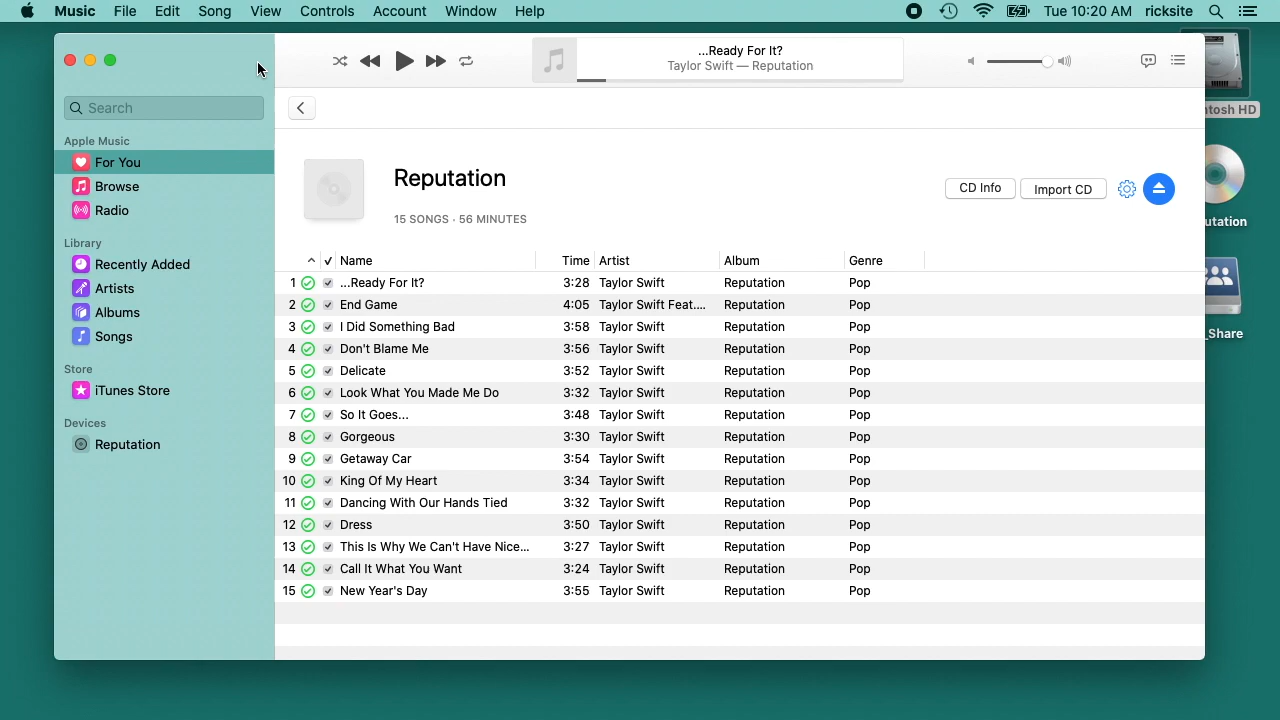 Music File Edit Song View Controls Account Window Help Tue 10:20 AM ricksite
...Ready For It?
Taylor Swift — Reputation
Search
Apple Music
For You
Browse
Radio
Library
Recently Added
Artists
Albums
Songs
Store
iTunes Store
Devices
Reputation
Reputation
15 SONGS · 56 MINUTES
CD Info Import CD
Name Time Artist Album Genre
1 ...Ready For It? 3:28 Taylor Swift Reputation Pop
2 End Game 4:05 Taylor Swift Feat.... Reputation Pop
3 I Did Something Bad 3:58 Taylor Swift Reputation Pop
4 Don't Blame Me 3:56 Taylor Swift Reputation Pop
5 Delicate 3:52 Taylor Swift Reputation Pop
6 Look What You Made Me Do 3:32 Taylor Swift Reputation Pop
7 So It Goes... 3:48 Taylor Swift Reputation Pop
8 Gorgeous 3:30 Taylor Swift Reputation Pop
9 Getaway Car 3:54 Taylor Swift Reputation Pop
10 King Of My Heart 3:34 Taylor Swift Reputation Pop
11 Dancing With Our Hands Tied 3:32 Taylor Swift Reputation Pop
12 Dress 3:50 Taylor Swift Reputation Pop
13 This Is Why We Can't Have Nice... 3:27 Taylor Swift Reputation Pop
14 Call It What You Want 3:24 Taylor Swift Reputation Pop
15 New Year's Day 3:55 Taylor Swift Reputation Pop
tosh HD
utation
_Share